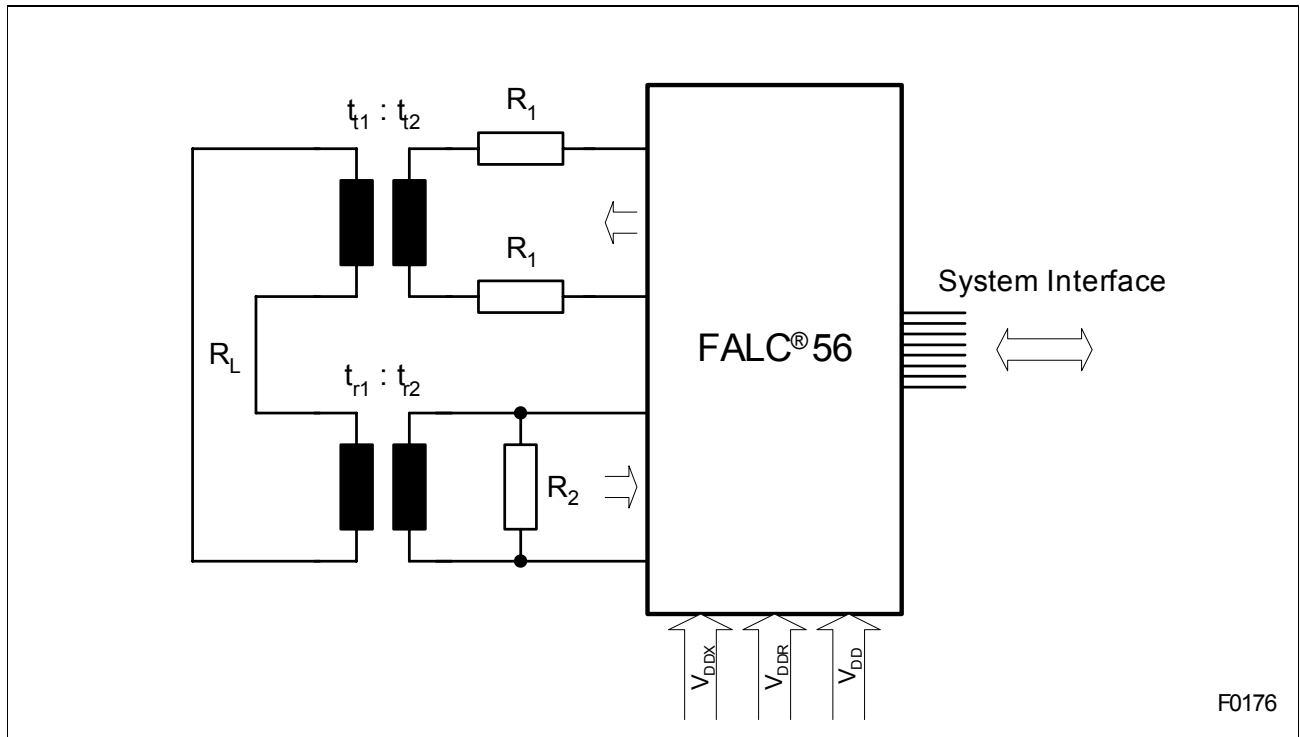 t_t1 : t_t2
R_1
R_1
System Interface
FALC® 56
R_L
t_r1 : t_r2
R_2
V_DDX
V_DDR
V_DD
F0176